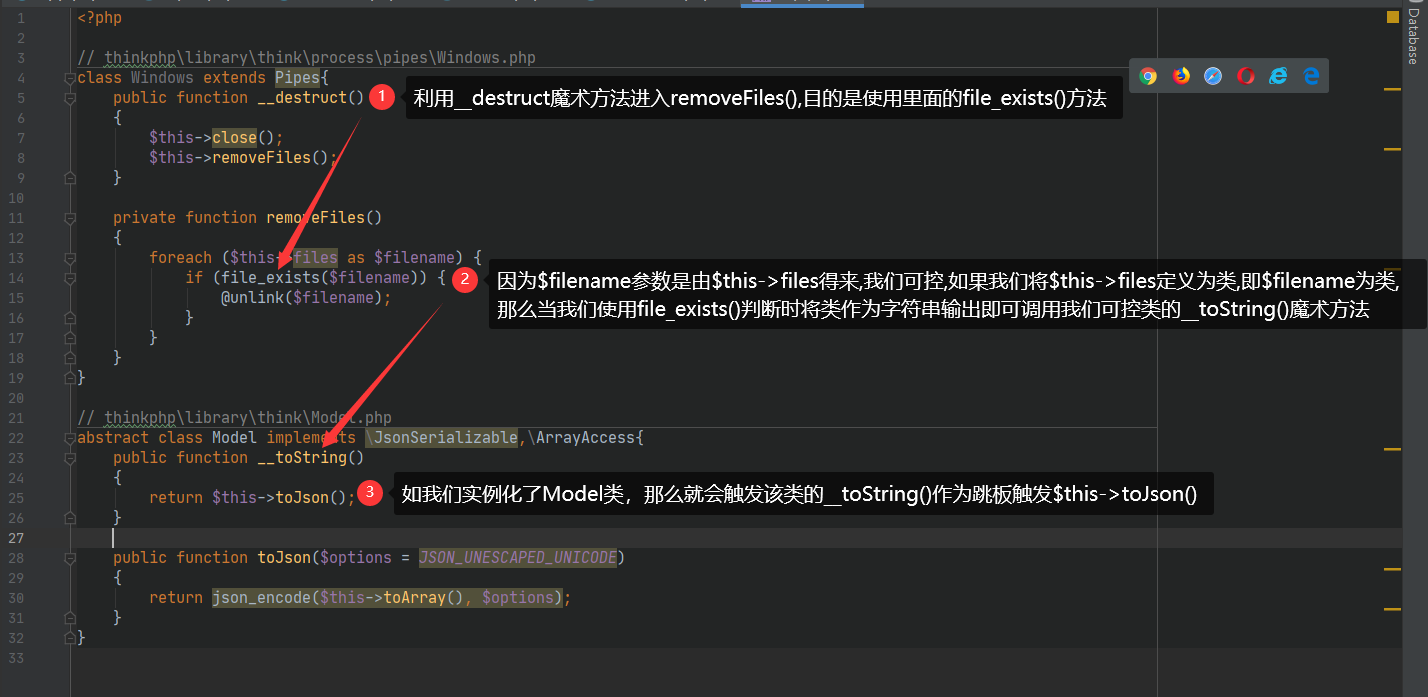 1 <?php
2
3 // thinkphp\library\think\process\pipes\Windows.php
4 class Windows extends Pipes{
5 public function __destruct() 1 利用__destruct魔术方法进入removeFiles(),目的是使用里面的file_exists()方法
6 {
7 $this->close();
8 $this->removeFiles();
9 }
10
11 private function removeFiles()
12 {
13 foreach ($this->files as $filename) {
14 if (file_exists($filename)) { 2 因为$filename参数是由$this->files得来,我们可控,如果我们将$this->files定义为类,即$filename为类,
那么当我们使用file_exists()判断时将类作为字符串输出即可调用我们可控类的__toString()魔术方法
15 @unlink($filename);
16 }
17 }
18 }
19 }
20
21 // thinkphp\library\think\Model.php
22 abstract class Model implements \JsonSerializable,\ArrayAccess{
23 public function __toString()
24 {
25 return $this->toJson(); 3 如我们实例化了Model类，那么就会触发该类的__toString()作为跳板触发$this->toJson()
26 }
27
28 public function toJson($options = JSON_UNESCAPED_UNICODE)
29 {
30 return json_encode($this->toArray(), $options);
31 }
32 }
33
Database